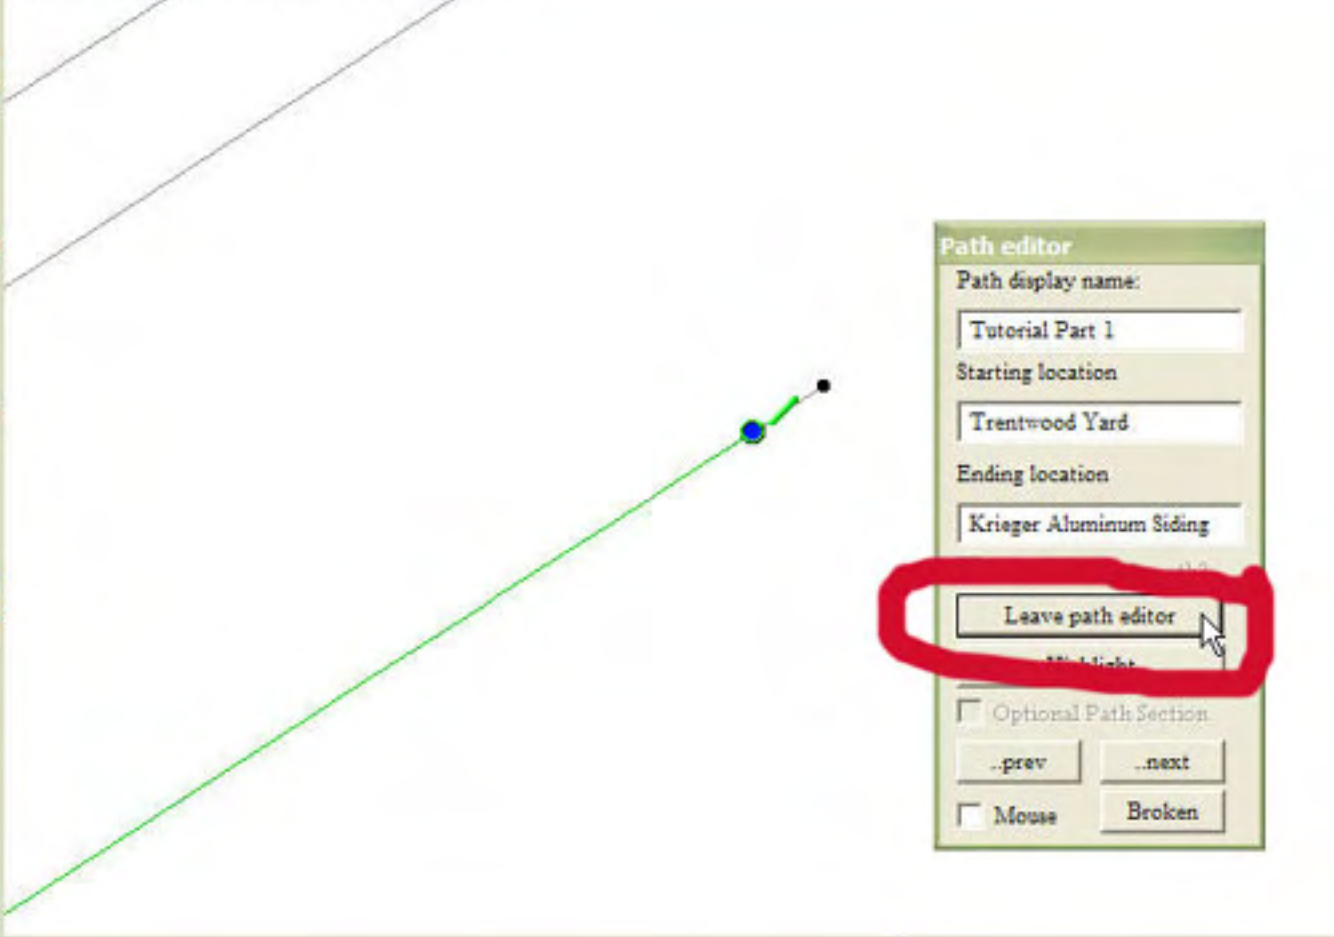 Path editor
Path display name:
Tutorial Part 1
Starting location
Trentwood Yard
Ending location
Krieger Aluminum Siding
Leave path editor
Highlight
Optional Path Section
..prev ..next
Mouse Broken